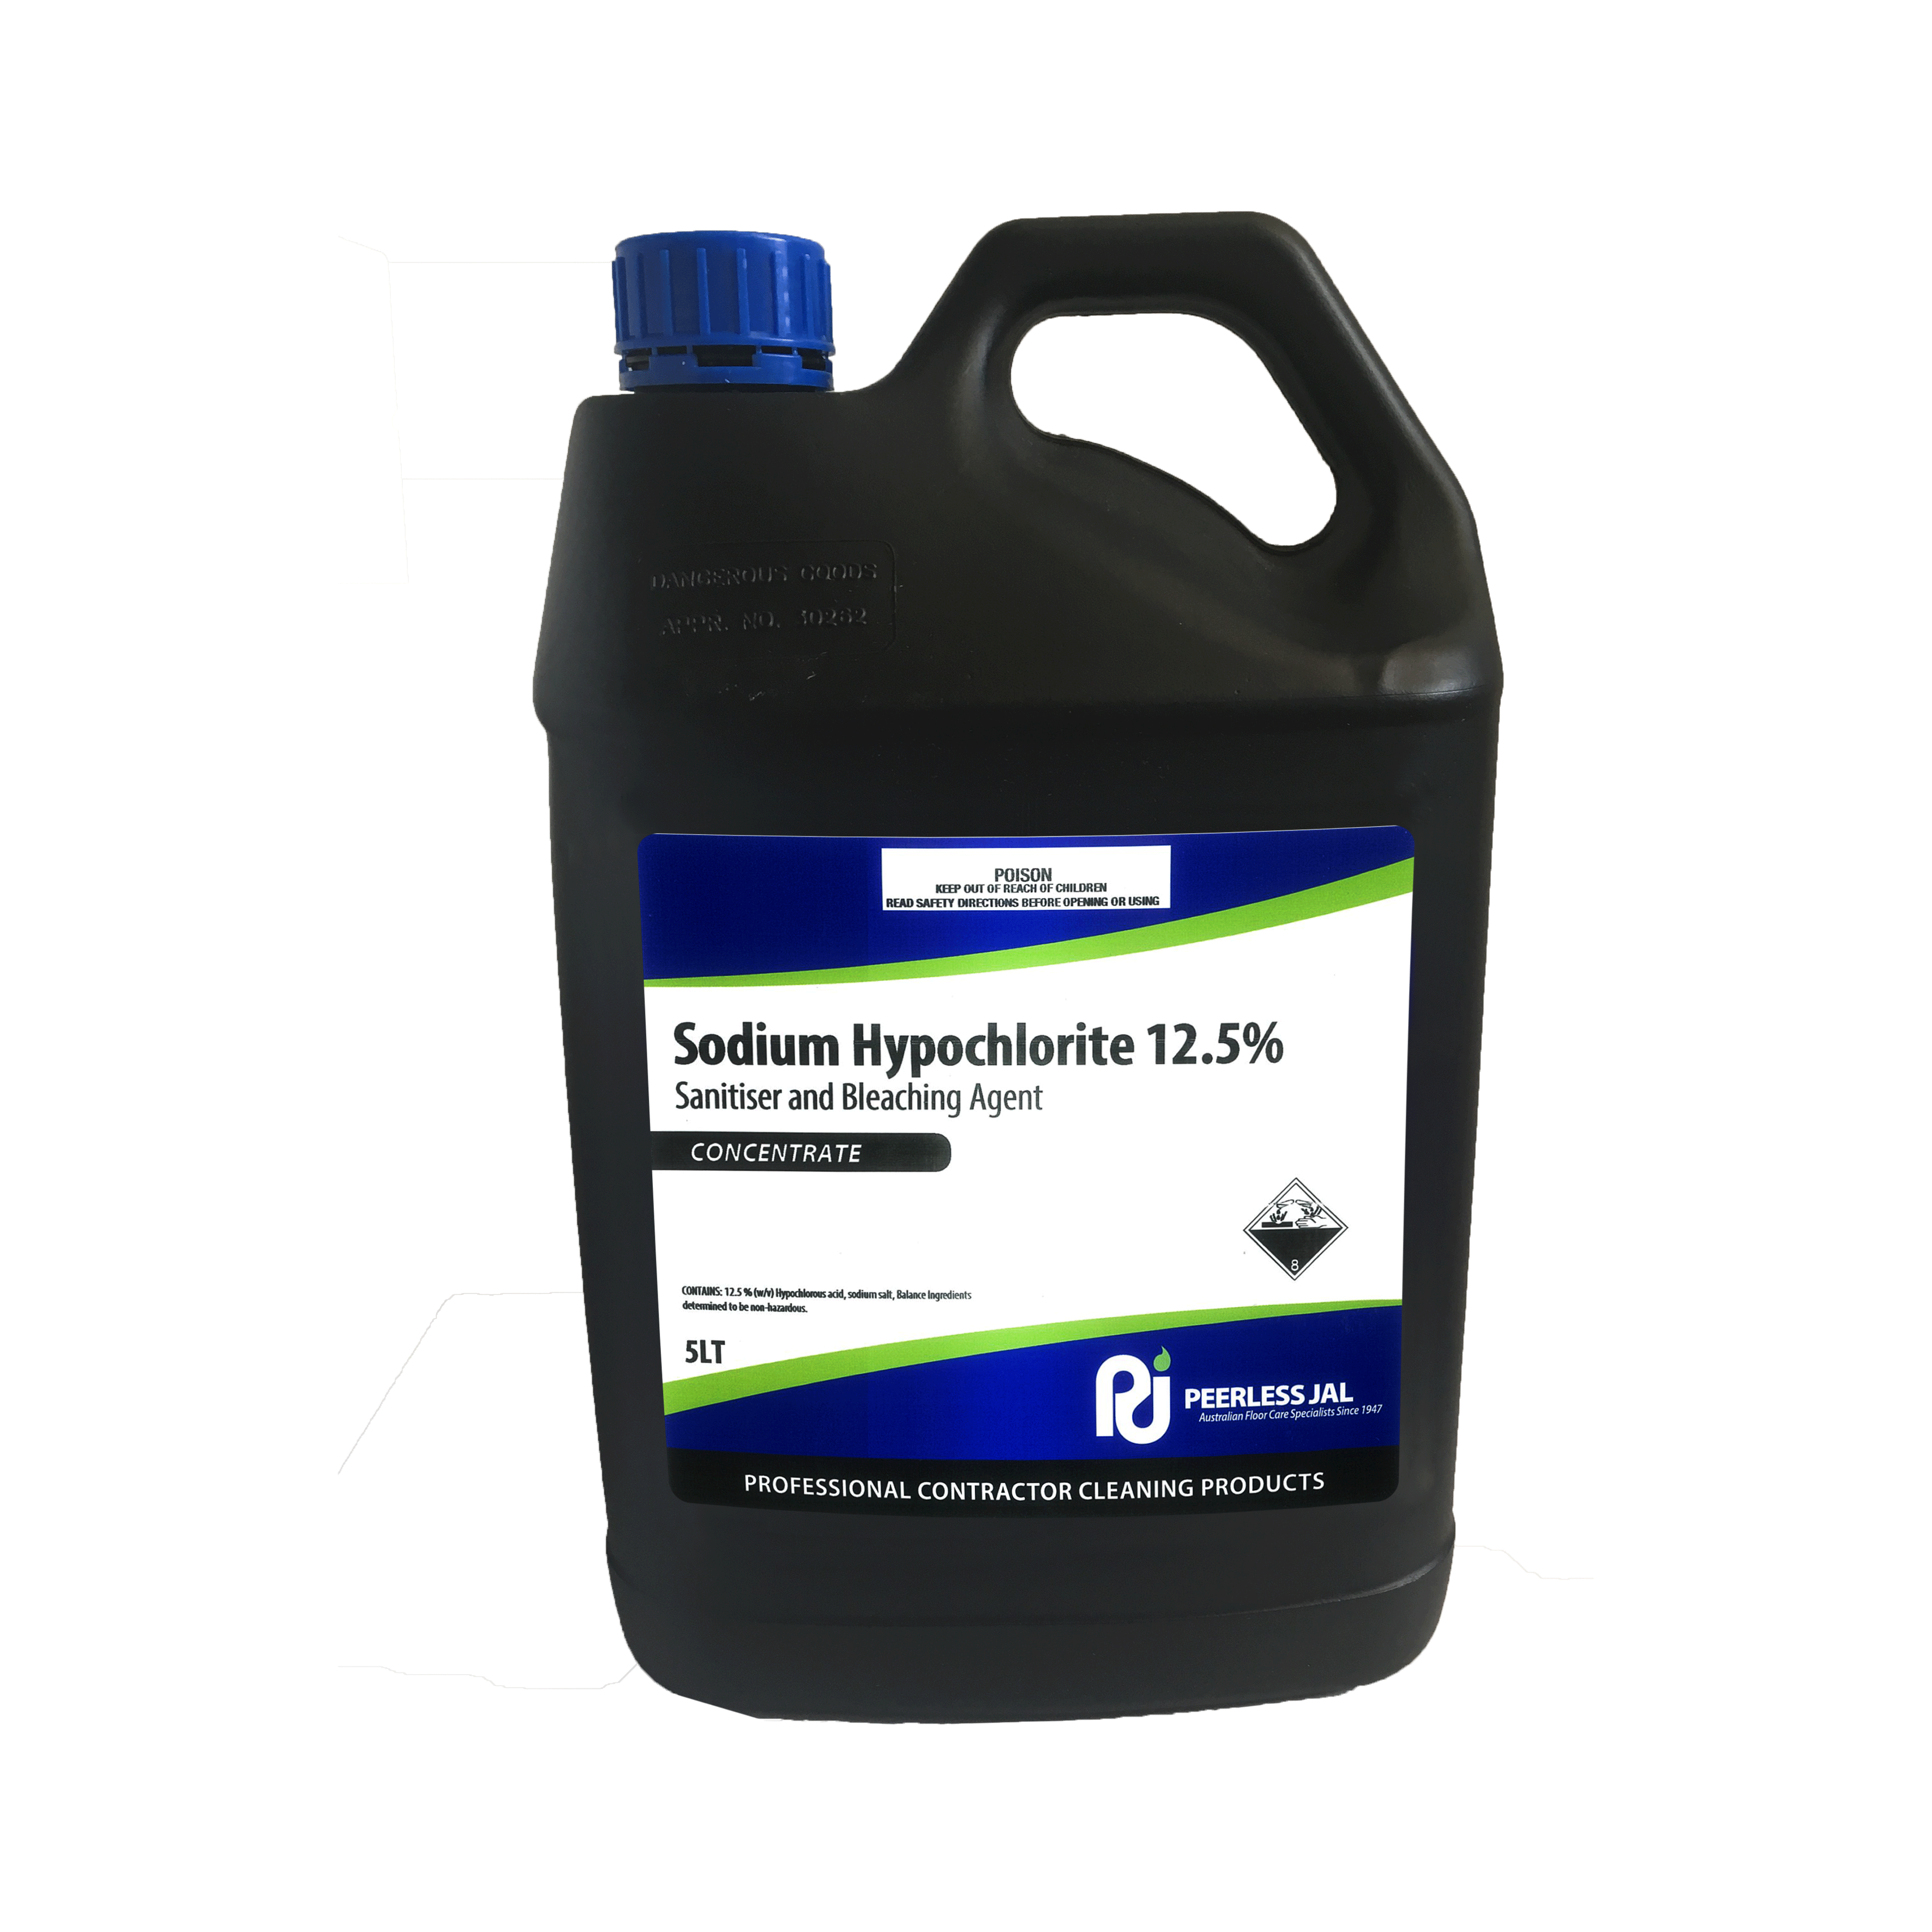 DANGEROUS GOODS
APPR. NO. 30262
POISON
KEEP OUT OF REACH OF CHILDREN
READ SAFETY DIRECTIONS BEFORE OPENING OR USING
Sodium Hypochlorite 12.5%
Sanitiser and Bleaching Agent
CONCENTRATE
8
CONTAINS: 12.5 % (w/v) Hypochlorous acid, sodium salt, Balance Ingredients
determined to be non-hazardous.
5LT
PEERLESS JAL
Australian Floor Care Specialists Since 1947
PROFESSIONAL CONTRACTOR CLEANING PRODUCTS